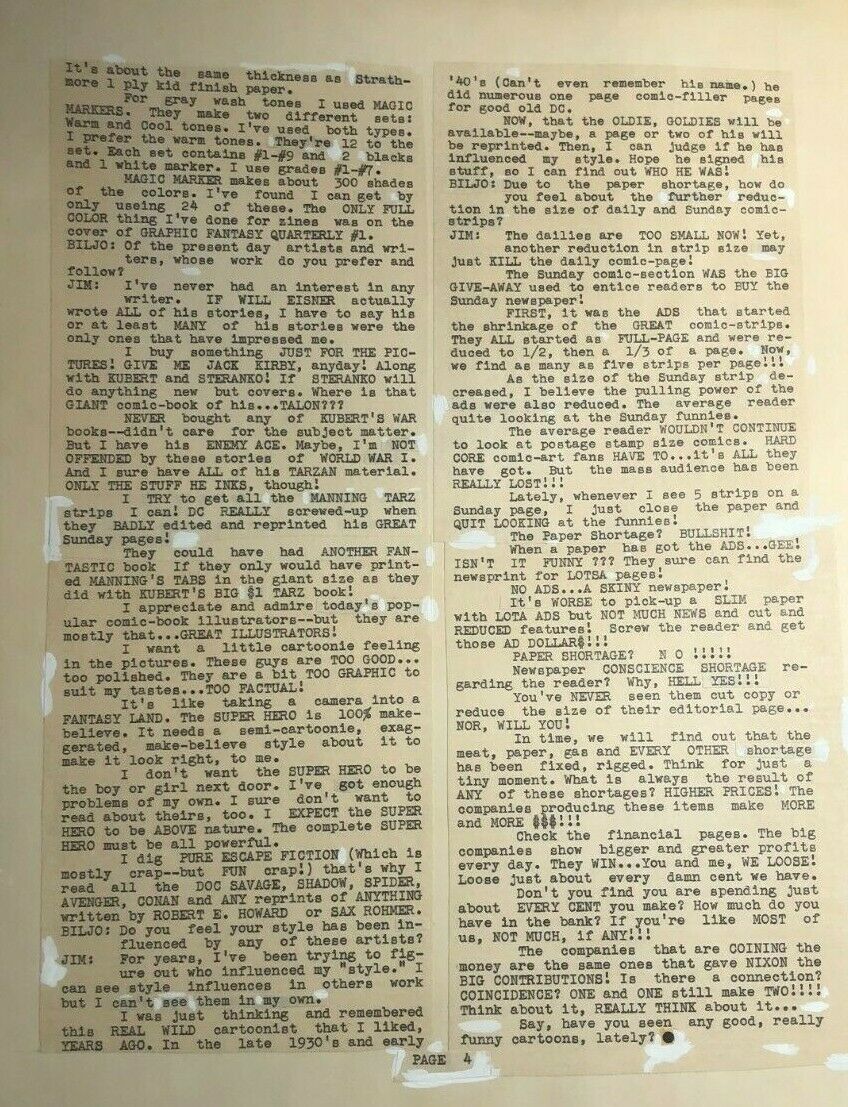 It's about the same thickness as Strath-
more 1 ply kid finish paper.
For gray wash tones I used MAGIC
MARKERS. They make two different sets:
Warm and Cool tones. I've used both types.
I prefer the warm tones. They're 12 to the
set. Each set contains #1-#9 and 2 blacks
and 1 white marker. I use grades #1-#7.
MAGIC MARKER makes about 300 shades
of the colors. I've found I can get by
only useing 24 of these. The ONLY FULL
COLOR thing I've done for zines was on the
cover of GRAPHIC FANTASY QUARTERLY #1.
BILJO: Of the present day artists and wri-
ters, whose work do you prefer and
follow?
JIM: I've never had an interest in any
writer. IF WILL EISNER actually
wrote ALL of his stories, I have to say his
or at least MANY of his stories were the
only ones that have impressed me.
I buy something JUST FOR THE PIC-
TURES! GIVE ME JACK KIRBY, anyday! Along
with KUBERT and STERANKO! If STERANKO will
do anything new but covers. Where is that
GIANT comic-book of his...TALON???
NEVER bought any of KUBERT'S WAR
books--didn't care for the subject matter.
But I have his ENEMY ACE. Maybe, I'm NOT
OFFENDED by these stories of WORLD WAR I.
And I sure have ALL of his TARZAN material.
ONLY THE STUFF HE INKS, though!
I TRY to get all the MANNING TARZ
strips I can! DC REALLY screwed-up when
they BADLY edited and reprinted his GREAT
Sunday pages!
They could have had ANOTHER FAN-
TASTIC book If they only would have print-
ed MANNING'S TABS in the giant size as they
did with KUBERT'S BIG $1 TARZ book!
I appreciate and admire today's pop-
ular comic-book illustrators--but they are
mostly that...GREAT ILLUSTRATORS!
I want a little cartoonie feeling
in the pictures. These guys are TOO GOOD...
too polished. They are a bit TOO GRAPHIC to
suit my tastes...TOO FACTUAL!
It's like taking a camera into a
FANTASY LAND. The SUPER HERO is 100% make-
believe. It needs a semi-cartoonie, exag-
gerated, make-believe style about it to
make it look right, to me.
I don't want the SUPER HERO to be
the boy or girl next door. I've got enough
problems of my own. I sure don't want to
read about theirs, too. I EXPECT the SUPER
HERO to be ABOVE nature. The complete SUPER
HERO must be all powerful.
I dig PURE ESCAPE FICTION (Which is
mostly crap--but FUN crap!) that's why I
read all the DOC SAVAGE, SHADOW, SPIDER,
AVENGER, CONAN and ANY reprints of ANYTHING
written by ROBERT E. HOWARD or SAX ROHMER.
BILJO: Do you feel your style has been in-
fluenced by any of these artists?
JIM: For years, I've been trying to fig-
ure out who influenced my "style." I
can see style influences in others work
but I can't see them in my own.
I was just thinking and remembered
this REAL WILD cartoonist that I liked,
YEARS AGO. In the late 1930's and early
'40's (Can't even remember his name.) he
did numerous one page comic-filler pages
for good old DC.
NOW, that the OLDIE, GOLDIES will be
available--maybe, a page or two of his will
be reprinted. Then, I can judge if he has
influenced my style. Hope he signed his
stuff, so I can find out WHO HE WAS!
BILJO: Due to the paper shortage, how do
you feel about the further reduc-
tion in the size of daily and Sunday comic-
strips?
JIM: The dailies are TOO SMALL NOW! Yet,
another reduction in strip size may
just KILL the daily comic-page!
The Sunday comic-section WAS the BIG
GIVE-AWAY used to entice readers to BUY the
Sunday newspaper!
FIRST, it was the ADS that started
the shrinkage of the GREAT comic-strips.
They ALL started as FULL-PAGE and were re-
duced to 1/2, then a 1/3 of a page. Now,
we find as many as five strips per page!!!
As the size of the Sunday strip de-
creased, I believe the pulling power of the
ads were also reduced. The average reader
quite looking at the Sunday funnies.
The average reader WOULDN'T CONTINUE
to look at postage stamp size comics. HARD
CORE comic-art fans HAVE TO...it's ALL they
have got. But the mass audience has been
REALLY LOST!!!
Lately, whenever I see 5 strips on a
Sunday page, I just close the paper and
QUIT LOOKING at the funnies!
The Paper Shortage? BULLSHIT!
When a paper has got the ADS...GEE!
ISN'T IT FUNNY ??? They sure can find the
newsprint for LOTSA pages!
NO ADS...A SKINY newspaper!
It's WORSE to pick-up a SLIM paper
with LOTA ADS but NOT MUCH NEWS and cut and
REDUCED features! Screw the reader and get
those AD DOLLAR$!!!
PAPER SHORTAGE? N O !!!!!
Newspaper CONSCIENCE SHORTAGE re-
garding the reader? Why, HELL YES!!!
You've NEVER seen them cut copy or
reduce the size of their editorial page...
NOR, WILL YOU!
In time, we will find out that the
meat, paper, gas and EVERY OTHER shortage
has been fixed, rigged. Think for just a
tiny moment. What is always the result of
ANY of these shortages? HIGHER PRICES! The
companies producing these items make MORE
and MORE $$$!!!
Check the financial pages. The big
companies show bigger and greater profits
every day. They WIN...You and me, WE LOOSE!
Loose just about every damn cent we have.
Don't you find you are spending just
about EVERY CENT you make? How much do you
have in the bank? If you're like MOST of
us, NOT MUCH, if ANY!!!
The companies that are COINING the
money are the same ones that gave NIXON the
BIG CONTRIBUTIONS! Is there a connection?
COINCIDENCE? ONE and ONE still make TWO!!!!
Think about it, REALLY THINK about it...
Say, have you seen any good, really
funny cartoons, lately?
PAGE 4